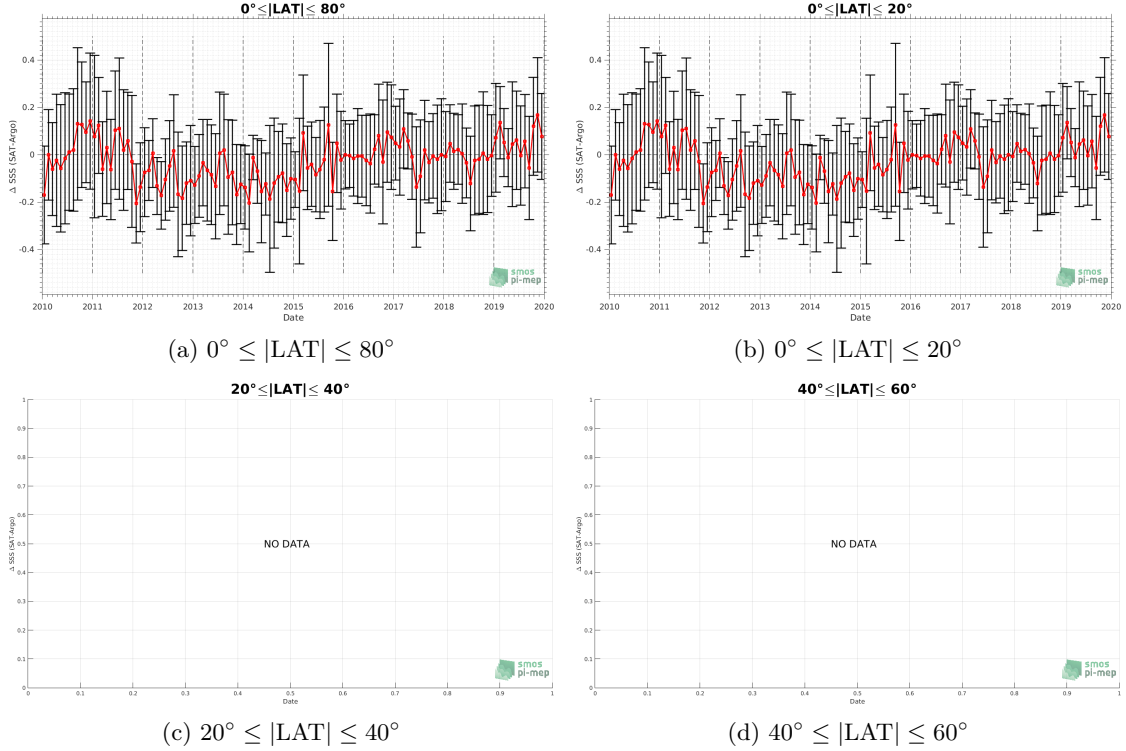 0°≤|LAT|≤ 80°
0.4
0.2
0
-0.2
-0.4
Δ SSS (SAT-Argo)
2010 2011 2012 2013 2014 2015 2016 2017 2018 2019 2020
Date
smos
pi-mep
(a) 0° ≤ |LAT| ≤ 80°
0°≤|LAT|≤ 20°
0.4
0.2
0
-0.2
-0.4
Δ SSS (SAT-Argo)
2010 2011 2012 2013 2014 2015 2016 2017 2018 2019 2020
Date
smos
pi-mep
(b) 0° ≤ |LAT| ≤ 20°
20°≤|LAT|≤ 40°
1
0.9
0.8
0.7
0.6
0.5
0.4
0.3
0.2
0.1
0
Δ SSS (SAT-Argo)
NO DATA
0 0.1 0.2 0.3 0.4 0.5 0.6 0.7 0.8 0.9 1
Date
smos
pi-mep
(c) 20° ≤ |LAT| ≤ 40°
40°≤|LAT|≤ 60°
1
0.9
0.8
0.7
0.6
0.5
0.4
0.3
0.2
0.1
0
Δ SSS (SAT-Argo)
NO DATA
0 0.1 0.2 0.3 0.4 0.5 0.6 0.7 0.8 0.9 1
Date
smos
pi-mep
(d) 40° ≤ |LAT| ≤ 60°